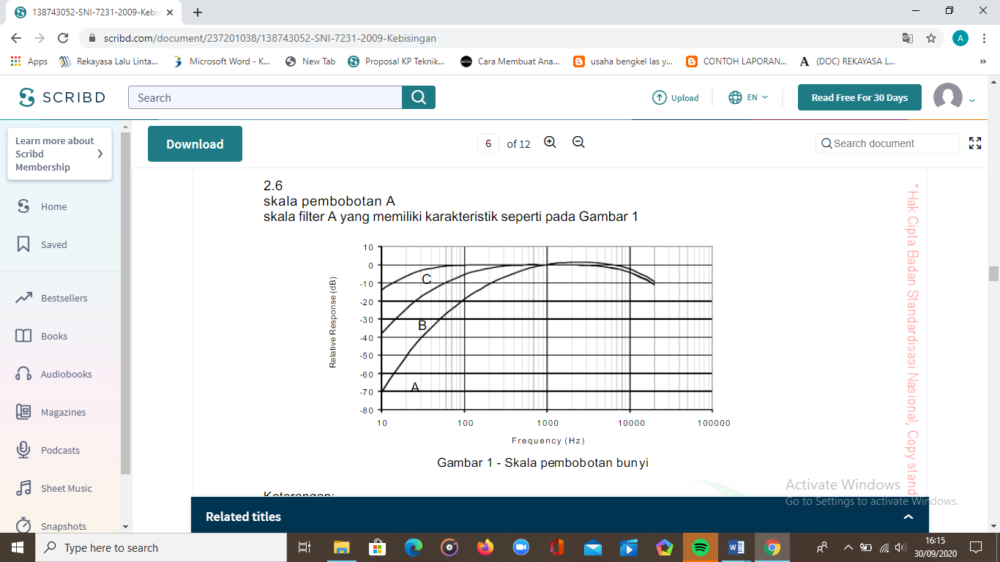 138743052-SNI-7231-2009-Kebis
scribd.com/document/237201038/138743052-SNI-7231-2009-Kebisingan
A
Apps
Rekayasa Lalu Linta...
Microsoft Word - K...
New Tab
Proposal KP Teknik...
Cara Membuat Ana...
usaha bengkel las y...
CONTOH LAPORAN...
(DOC) REKAYASA L...
SCRIBD
Search
Upload
EN
Read Free For 30 Days
Learn more about
Scribd
Membership
Home
Saved
Bestsellers
Books
Audiobooks
Magazines
Podcasts
Sheet Music
Snapshots
Download
6 of 12
Search document
2.6
skala pembobotan A
skala filter A yang memiliki karakteristik seperti pada Gambar 1
10
0
-10
-20
-30
-40
-50
-60
-70
-80
Relative Response (dB)
C
B
A
10 100 1000 10000 100000
Frequency (Hz)
Gambar 1 - Skala pembobotan bunyi
Keterangan:
"Hak Cipta Badan Standardisasi Nasional, Copy stand
Activate Windows
Go to Settings to activate Windows.
Related titles
Type here to search
16:15
30/09/2020